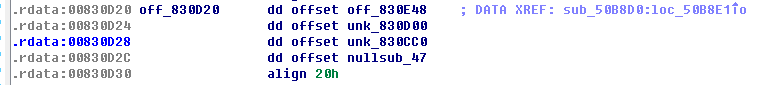 .rdata:00830D20 off_830D20 dd offset off_830E48 ; DATA XREF: sub_50B8D0:loc_50B8E1↑o
.rdata:00830D24 dd offset unk_830D00
.rdata:00830D28 dd offset unk_830CC0
.rdata:00830D2C dd offset nullsub_47
.rdata:00830D30 align 20h